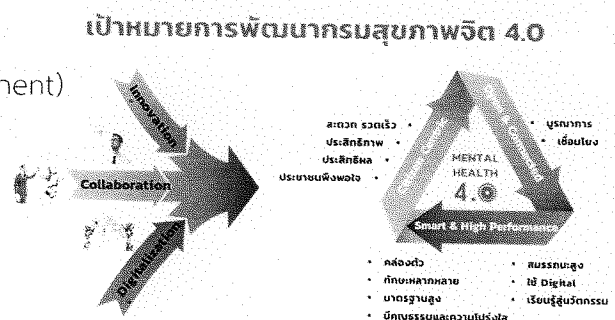 เป้าหมายการพัฒนากรมสุขภาพจิต 4.0
nent)
Innovation
Collaboration
Digitalization
สะดวก รวดเร็ว •
ประสิทธิภาพ •
ประสิทธิผล •
ประชาชนพึงพอใจ •
• บูรณาการ
• เชื่อมโยง
MENTAL
HEALTH
4.0
Smart & High Performance
• คล่องตัว
• ทักษะหลากหลาย
• มาตรฐานสูง
• มีคุณธรรมและความโปร่งใส
• สมรรถนะสูง
• ใช้ Digital
• เรียนรู้สู่นวัตกรรม